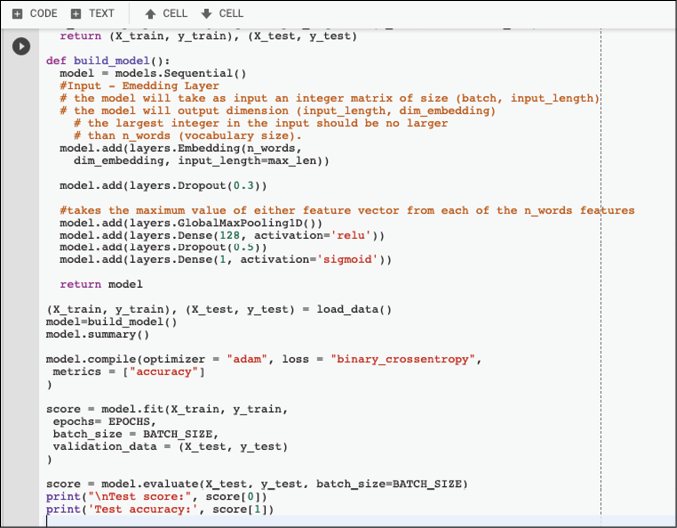 CODE TEXT CELL CELL
return (X_train, y_train), (X_test, y_test)
def build_model():
model = models.Sequential()
#Input - Emedding Layer
# the model will take as input an integer matrix of size (batch, input_length)
# the model will output dimension (input_length, dim_embedding)
# the largest integer in the input should be no larger
# than n_words (vocabulary size).
model.add(layers.Embedding(n_words,
dim_embedding, input_length=max_len))
model.add(layers.Dropout(0.3))
#takes the maximum value of either feature vector from each of the n_words features
model.add(layers.GlobalMaxPooling1D())
model.add(layers.Dense(128, activation='relu'))
model.add(layers.Dropout(0.5))
model.add(layers.Dense(1, activation='sigmoid'))
return model
(X_train, y_train), (X_test, y_test) = load_data()
model=build_model()
model.summary()
model.compile(optimizer = "adam", loss = "binary_crossentropy",
metrics = ["accuracy"]
)
score = model.fit(X_train, y_train,
epochs= EPOCHS,
batch_size = BATCH_SIZE,
validation_data = (X_test, y_test)
)
score = model.evaluate(X_test, y_test, batch_size=BATCH_SIZE)
print("\nTest score:", score[0])
print('Test accuracy:', score[1])